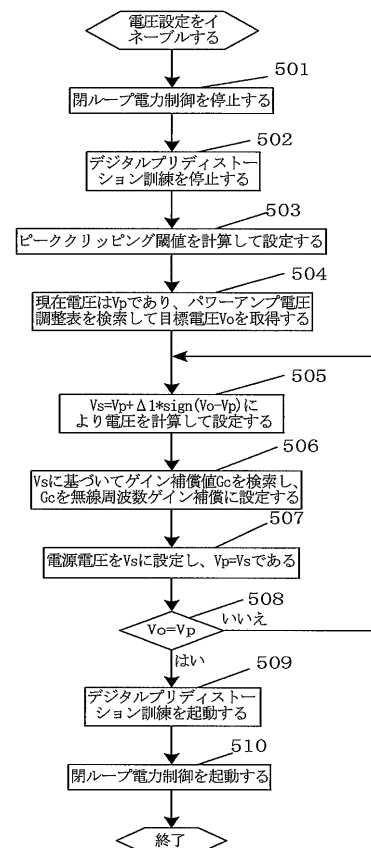 電圧設定をイ
ネーブルする
501
閉ループ電力制御を停止する
502
デジタルプリディストー
ション訓練を停止する
503
ピーククリッピング閾値を計算して設定する
504
現在電圧はVpであり、パワーアンプ電圧
調整表を検索して目標電圧Voを取得する
505
Vs=Vp+Δ1*sign(Vo-Vp)に
より電圧を計算して設定する
506
Vsに基づいてゲイン補償値Gcを検索し、
Gcを無線周波数ゲイン補償に設定する
507
電源電圧をVsに設定し、Vp=Vsである
508
Vo=Vp
いいえ
はい
509
デジタルプリディストー
ション訓練を起動する
510
閉ループ電力制御を起動する
終了